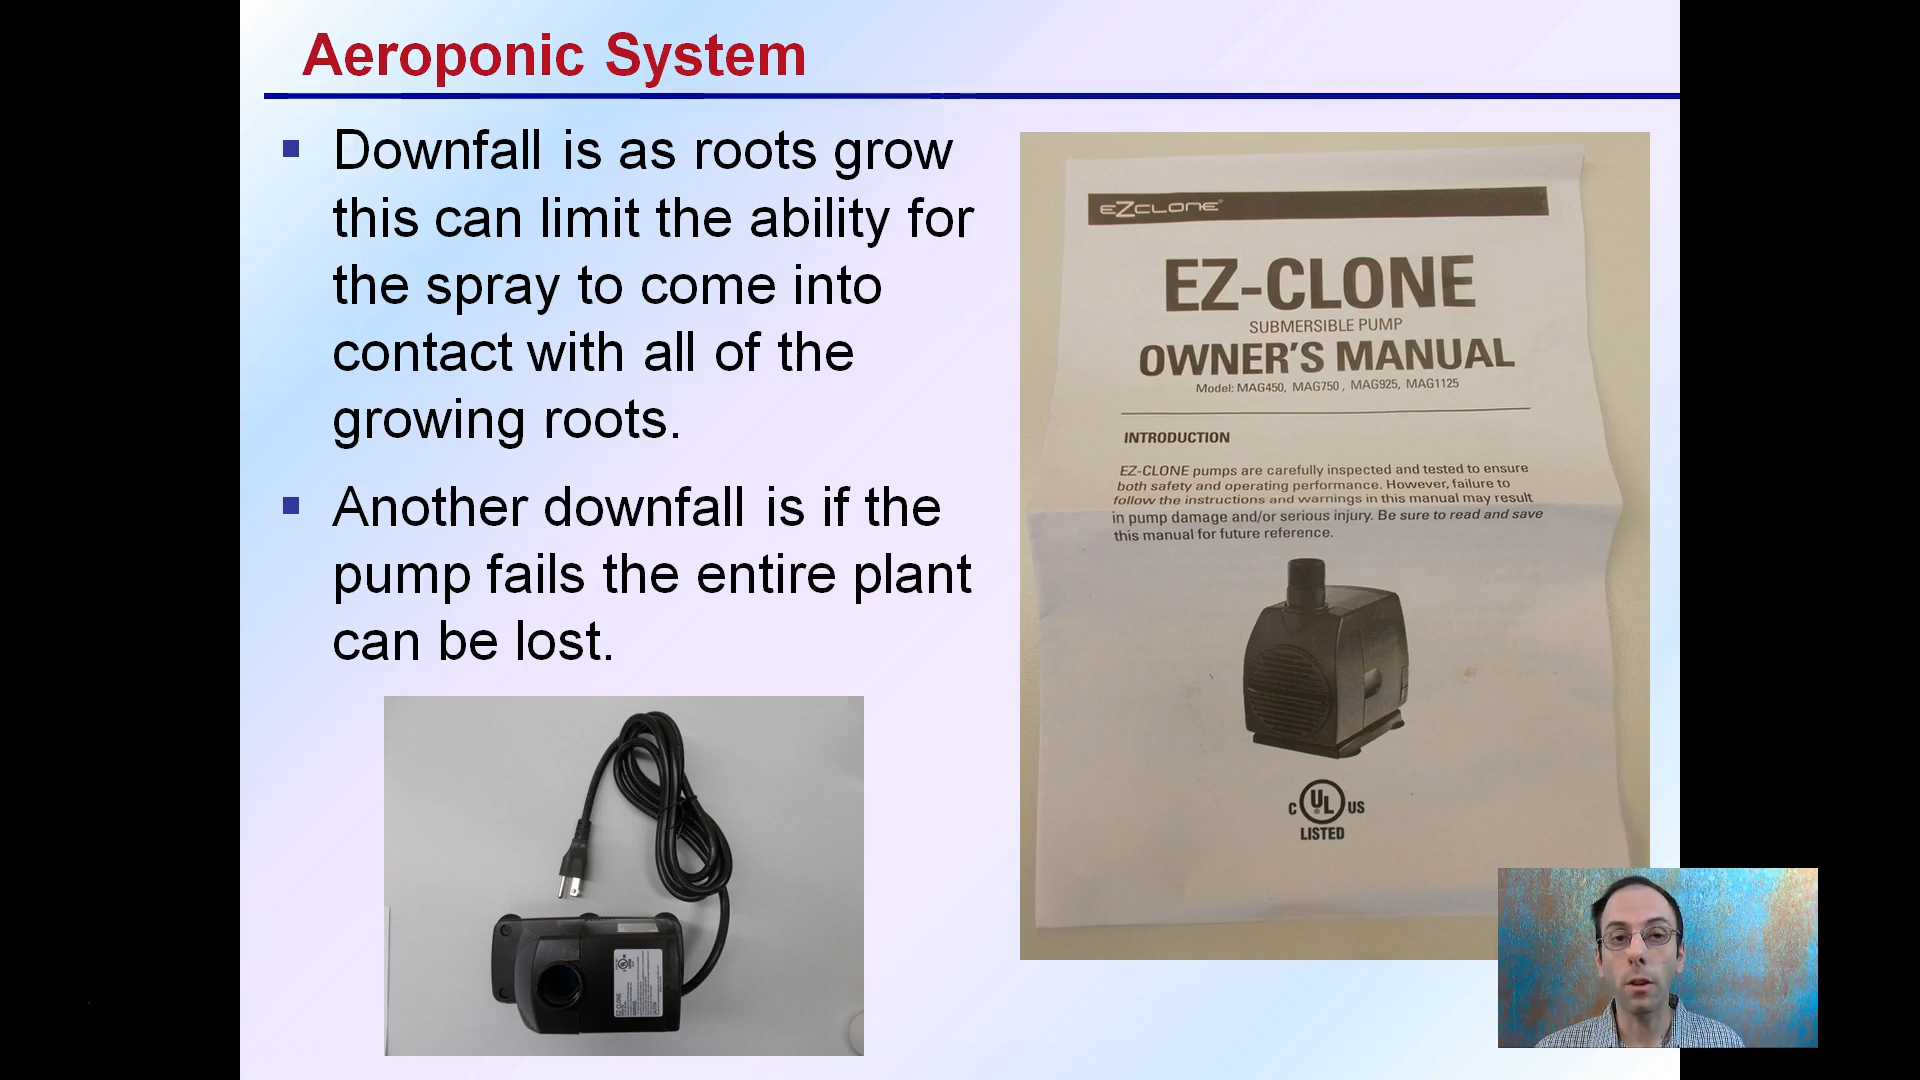 Aeroponic System
Downfall is as roots grow
this can limit the ability for
the spray to come into
contact with all of the
growing roots.
Another downfall is if the
pump fails the entire plant
can be lost.
eZCLONE®
EZ-CLONE
SUBMERSIBLE PUMP
OWNER'S MANUAL
Model: MAG450, MAG750 , MAG925, MAG1125
INTRODUCTION
EZ-CLONE pumps are carefully inspected and tested to ensure
both safety and operating performance. However, failure to
follow the instructions and warnings in this manual may result
in pump damage and/or serious injury. Be sure to read and save
this manual for future reference.
C UL® US
LISTED
EZ-CLONE